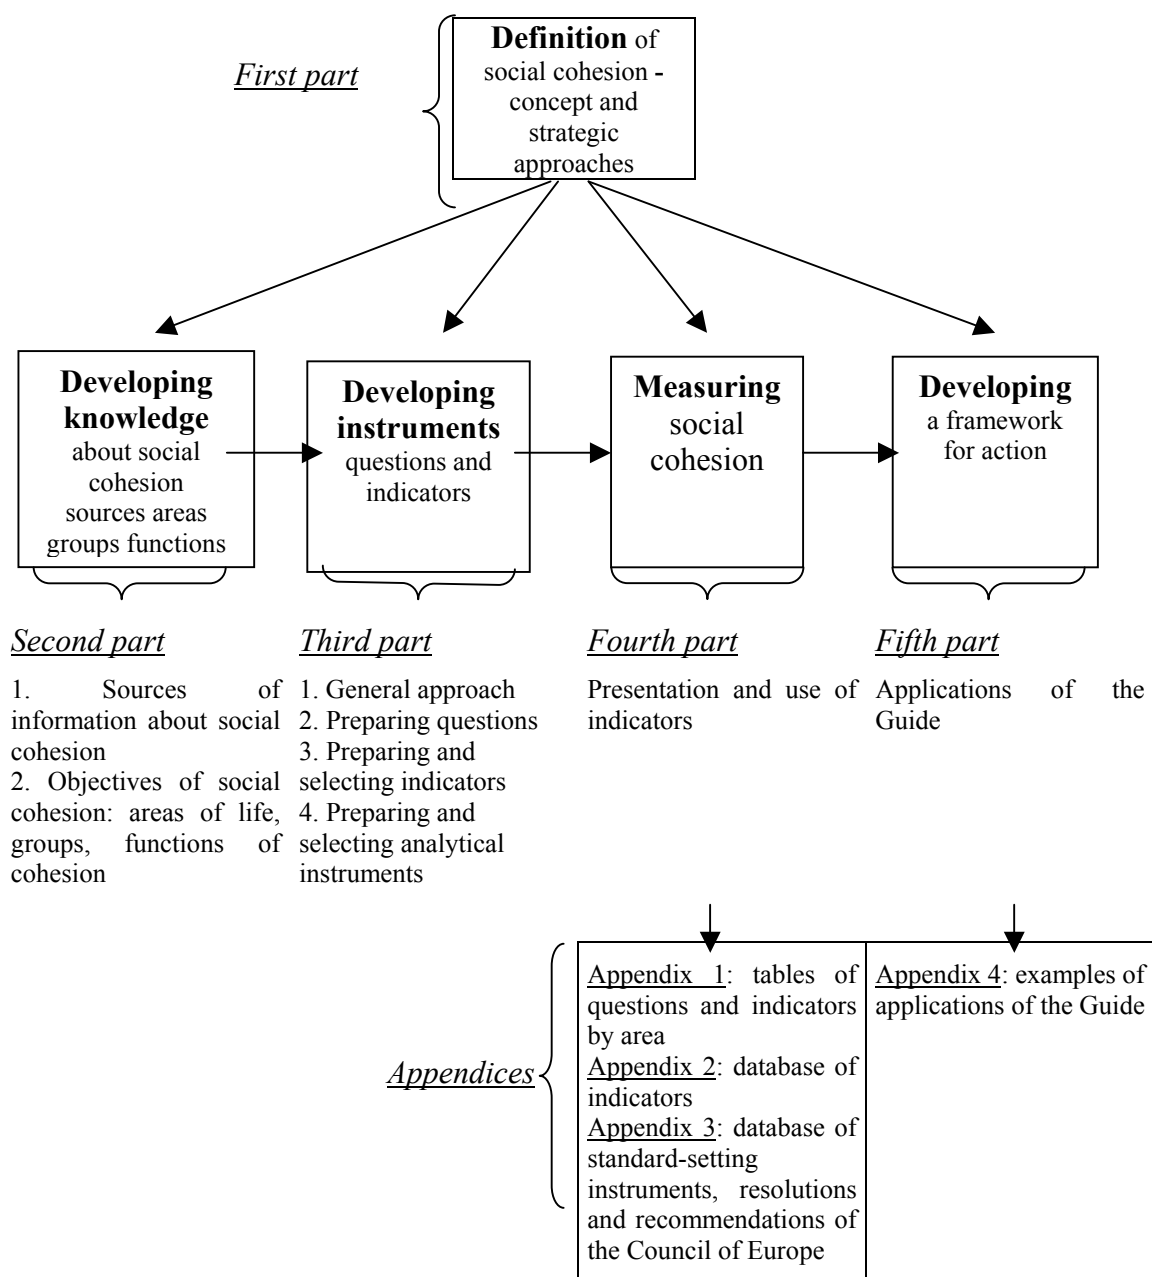 First part
Definition of
social cohesion -
concept and
strategic
approaches
Developing
knowledge
about social
cohesion
sources areas
groups functions
Developing
instruments
questions and
indicators
Measuring
social
cohesion
Developing
a framework
for action
Second part
1. Sources of
information about social
cohesion
2. Objectives of social
cohesion: areas of life,
groups, functions of
cohesion
Third part
1. General approach
2. Preparing questions
3. Preparing and
selecting indicators
4. Preparing and
selecting analytical
instruments
Fourth part
Presentation and use of
indicators
Fifth part
Applications of the
Guide
Appendices
Appendix 1: tables of
questions and indicators
by area
Appendix 2: database of
indicators
Appendix 3: database of
standard-setting
instruments, resolutions
and recommendations of
the Council of Europe
Appendix 4: examples of
applications of the Guide